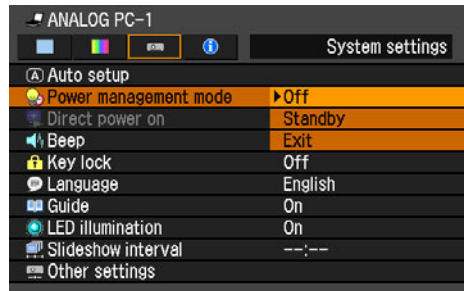 ANALOG PC-1
System settings
A Auto setup
Power management mode Off
Direct power on Standby
Beep Exit
Key lock Off
Language English
Guide On
LED illumination On
Slideshow interval --:--
Other settings